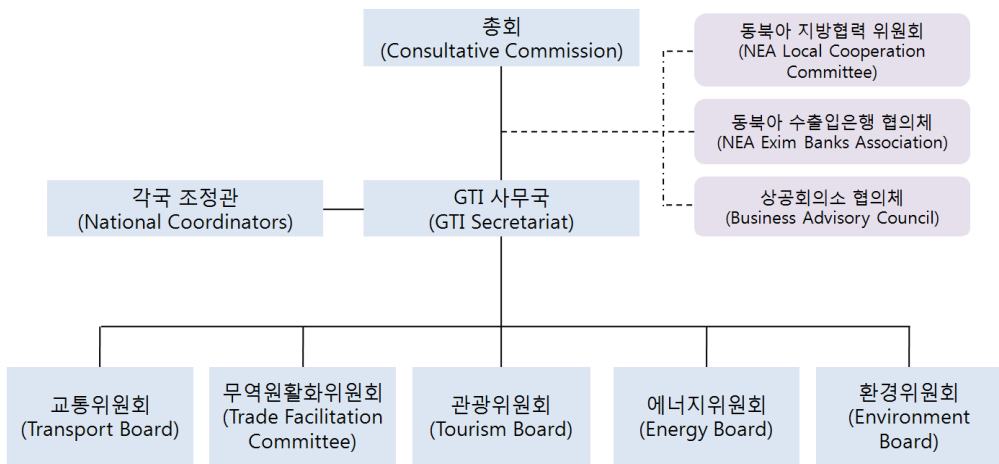 총회
(Consultative Commission)
동북아 지방협력 위원회
(NEA Local Cooperation
Committee)
동북아 수출입은행 협의체
(NEA Exim Banks Association)
상공회의소 협의체
(Business Advisory Council)
각국 조정관
(National Coordinators)
GTI 사무국
(GTI Secretariat)
교통위원회
(Transport Board)
무역원활화위원회
(Trade Facilitation
Committee)
관광위원회
(Tourism Board)
에너지위원회
(Energy Board)
환경위원회
(Environment
Board)